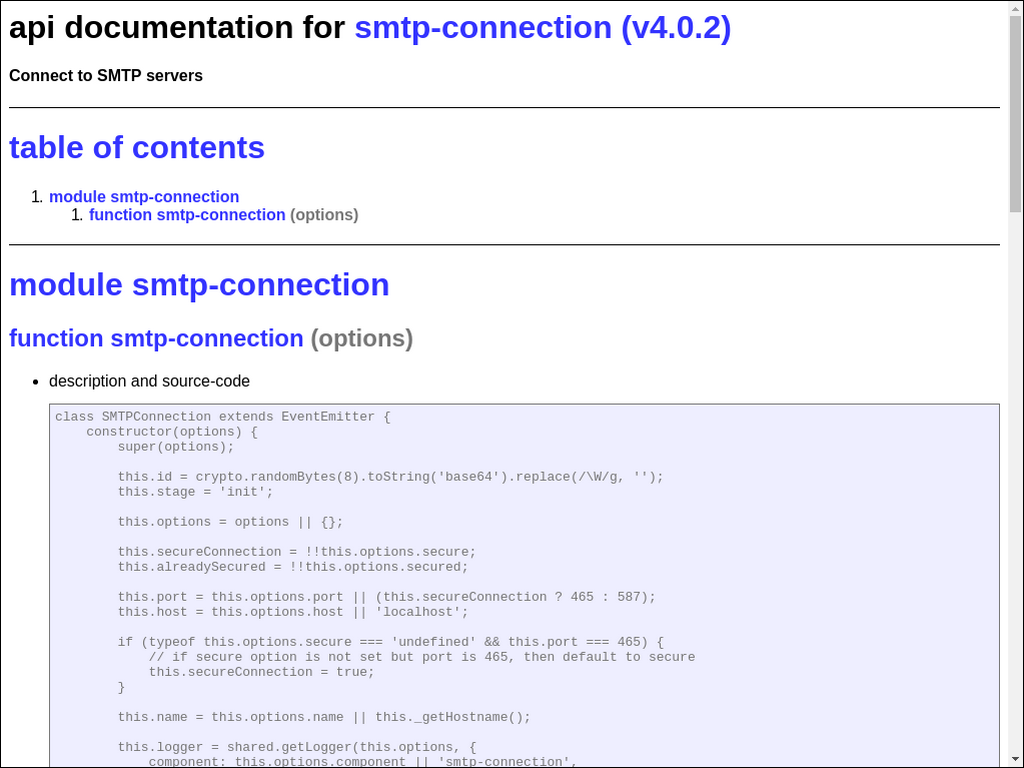 api documentation for smtp-connection (v4.0.2)
Connect to SMTP servers
table of contents
1. module smtp-connection
1. function smtp-connection (options)
module smtp-connection
function smtp-connection (options)
• description and source-code
class SMTPConnection extends EventEmitter {
    constructor(options) {
        super(options);
        this.id = crypto.randomBytes(8).toString('base64').replace(/\W/g, '');
        this.stage = 'init';
        this.options = options || {};
        this.secureConnection = !!this.options.secure;
        this.alreadySecured = !!this.options.secured;
        this.port = this.options.port || (this.secureConnection ? 465 : 587);
        this.host = this.options.host || 'localhost';
        if (typeof this.options.secure === 'undefined' && this.port === 465) {
            // if secure option is not set but port is 465, then default to secure
            this.secureConnection = true;
        }
        this.name = this.options.name || this._getHostname();
        this.logger = shared.getLogger(this.options, {
            component: this.options.component || 'smtp-connection',